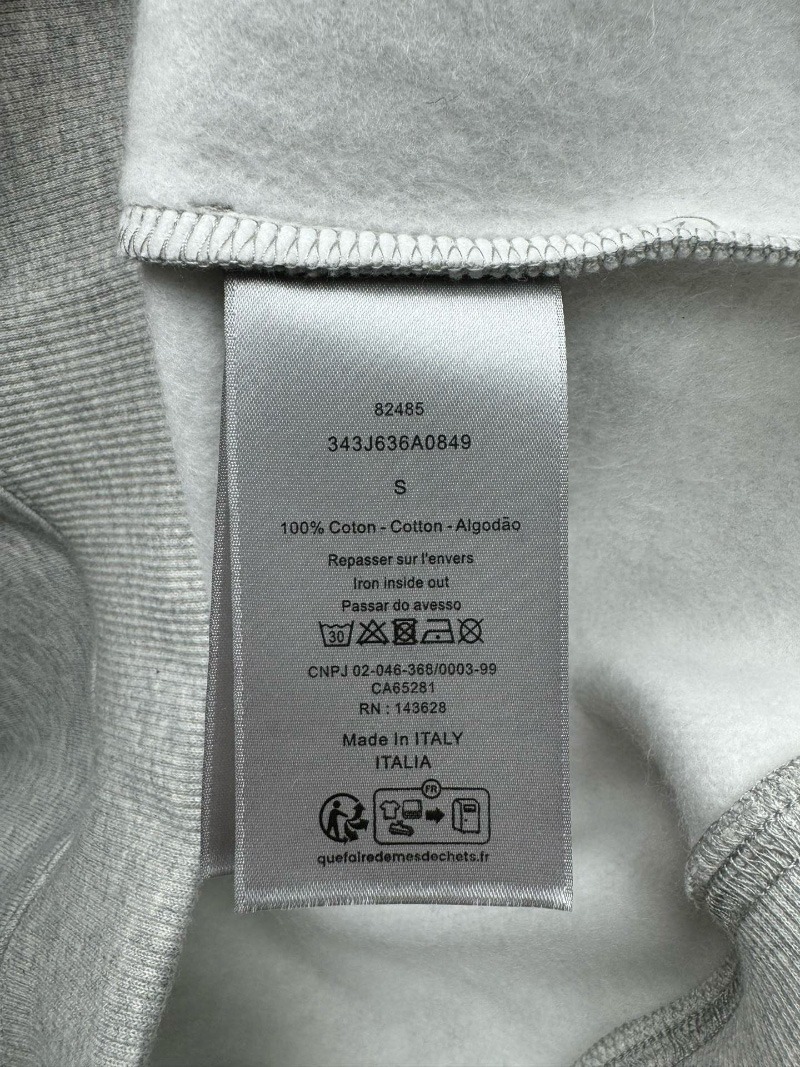 82485
343J636A0849
S
100% Coton - Cotton - Algodão
Repasser sur l'envers
Iron inside out
Passar do avesso
30
CNPJ 02-046-368/0003-99
CA65281
RN : 143628
Made In ITALY
ITALIA
FR
quefairedemesdechets.fr